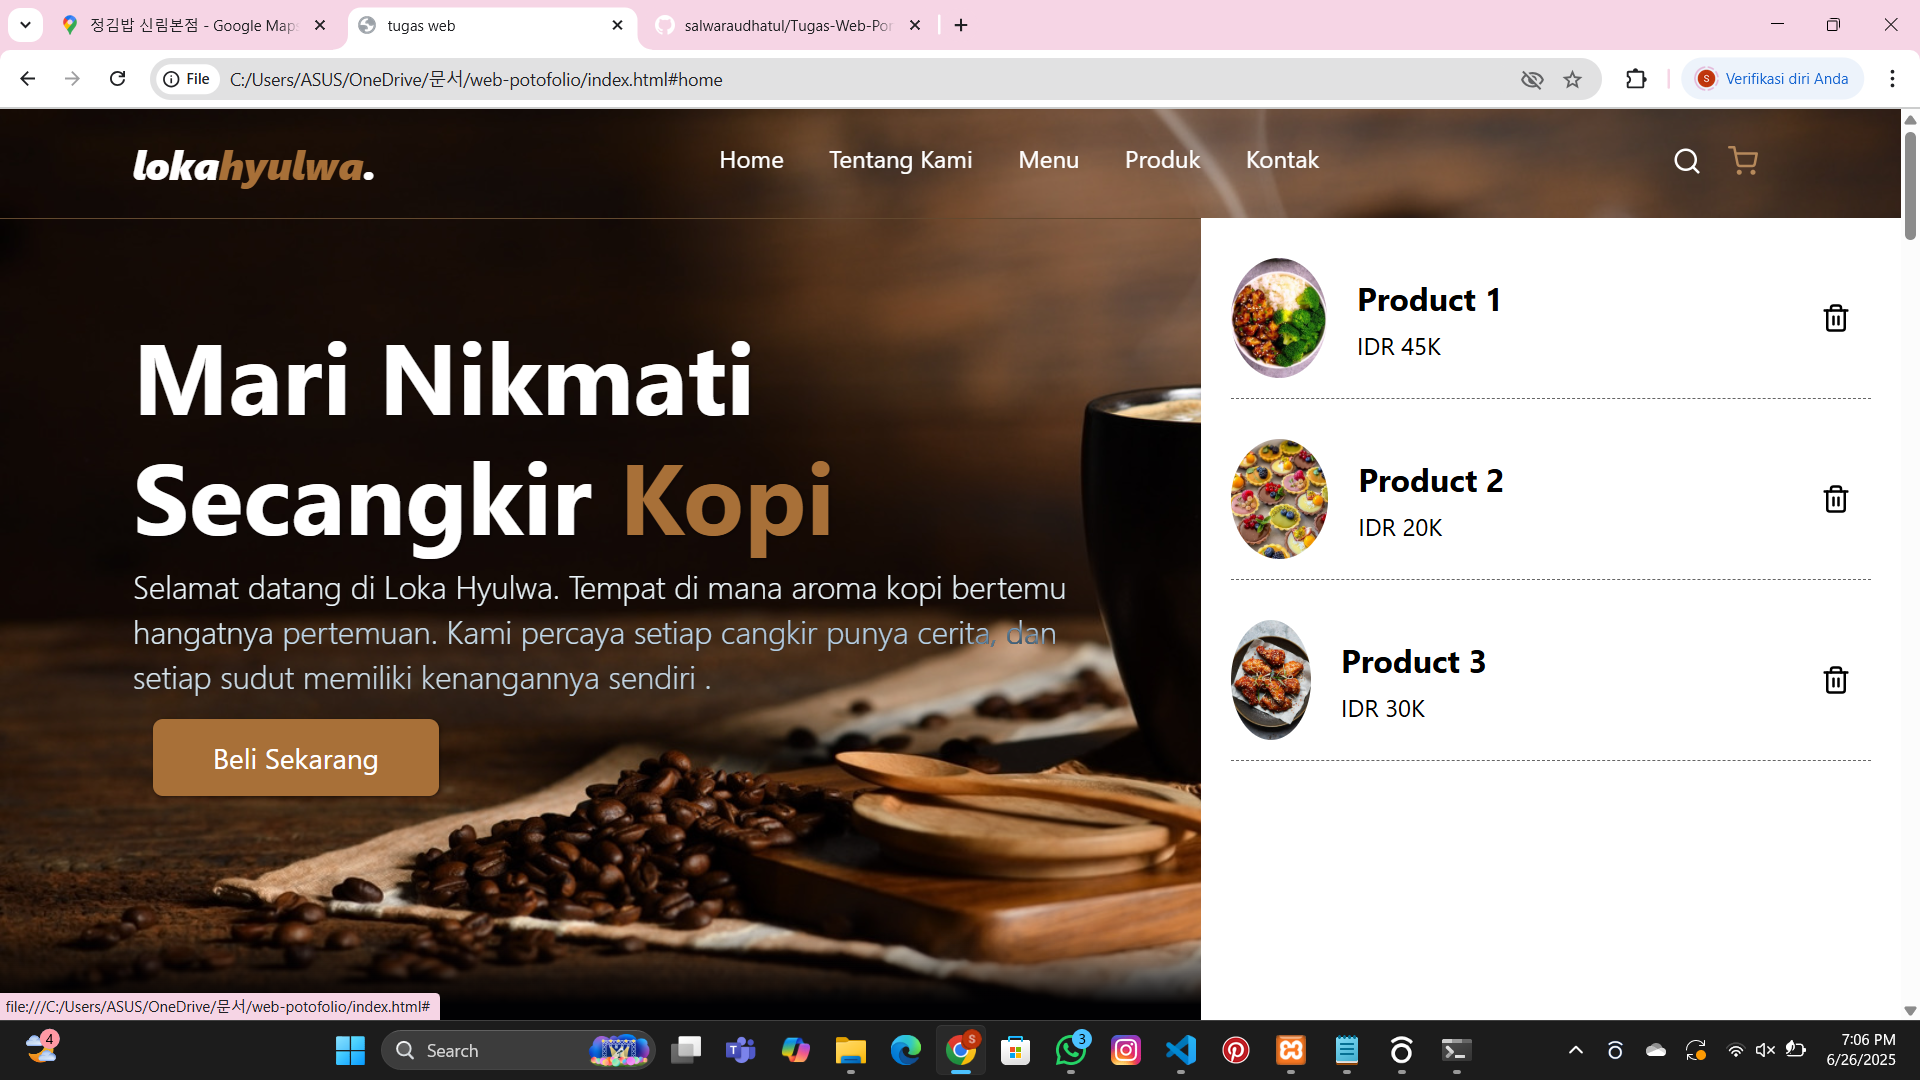 정김밥 신림본점 - Google Maps
tugas web
salwaraudhatul/Tugas-Web-Por
File
C:/Users/ASUS/OneDrive/문서/web-potofolio/index.html#home
S
Verifikasi diri Anda
lokahyulwa.
Home
Tentang Kami
Menu
Produk
Kontak
Mari Nikmati
Secangkir Kopi
Selamat datang di Loka Hyulwa. Tempat di mana aroma kopi bertemu
hangatnya pertemuan. Kami percaya setiap cangkir punya cerita, dan
setiap sudut memiliki kenangannya sendiri .
Beli Sekarang
Product 1
IDR 45K
Product 2
IDR 20K
Product 3
IDR 30K
file:///C:/Users/ASUS/OneDrive/문서/web-potofolio/index.html#
4
Search
S
3
7:06 PM
6/26/2025